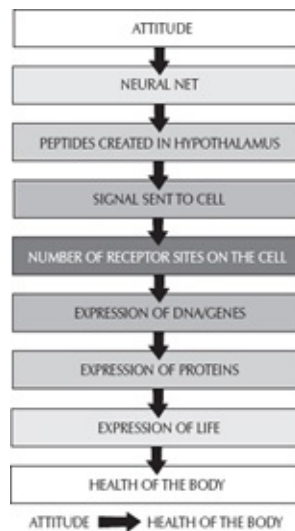 ATTITUDE
NEURAL NET
PEPTIDES CREATED IN HYPOTHALAMUS
SIGNAL SENT TO CELL
NUMBER OF RECEPTOR SITES ON THE CELL
EXPRESSION OF DNA/GENES
EXPRESSION OF PROTEINS
EXPRESSION OF LIFE
HEALTH OF THE BODY
ATTITUDE HEALTH OF THE BODY